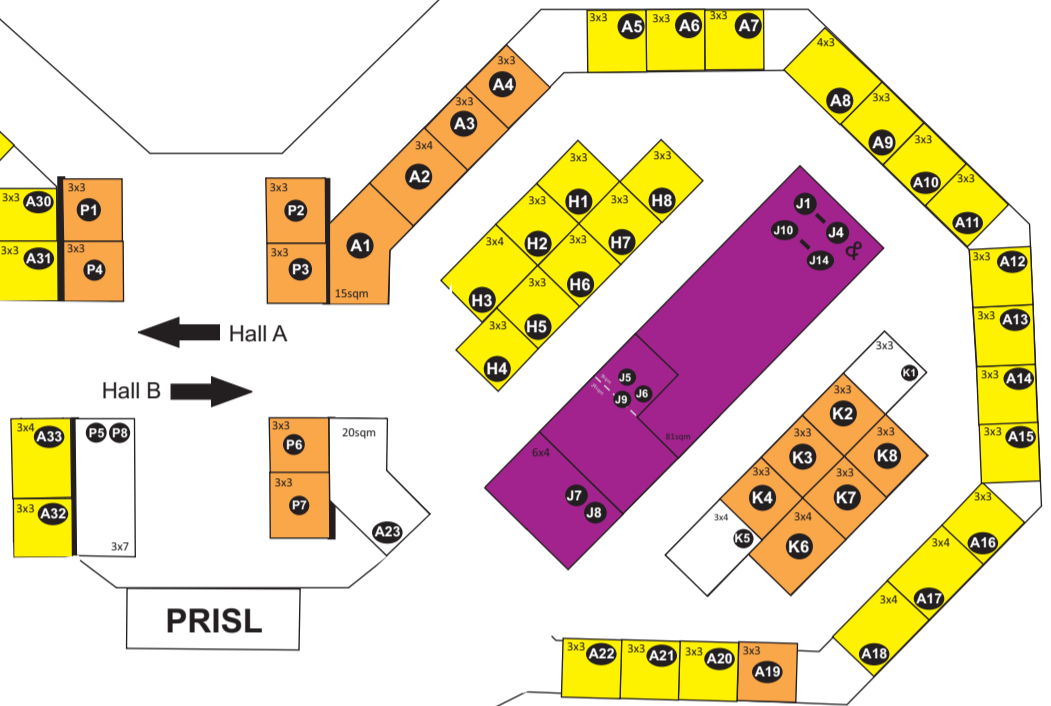 3x3 A5
3x3 A6
3x3 A7
4x3
A8
3x3
A9
3x3
A10
3x3
A11
3x3 A12
3x3 A13
3x3 A14
3x3 A15
3x3
A16
3x4
A17
3x4
A18
3x3
A19
3x3 A20
3x3 A21
3x3 A22
3x3
A4
3x3
A3
3x4
A2
A1
15sqm
3x3 A30
3x3 A31
3x3
P1
3x3
P4
3x3
P2
3x3
P3
Hall A
Hall B
3x4 A33
3x3 A32
P5 P8
3x7
3x3
P6
3x3
P7
20sqm
A23
PRISL
3x3
H1
3x3
H2
3x4
H3
3x3
H4
3x3
H5
3x3
H6
3x3
H7
3x3
H8
J1
J4
J10
J14
J5
J6
J9
81sqm
6x4
J7
J8
3x3
K1
3x3
K2
3x3
K3
3x3
K4
3x4
K5
3x4
K6
3x3
K7
3x3
K8